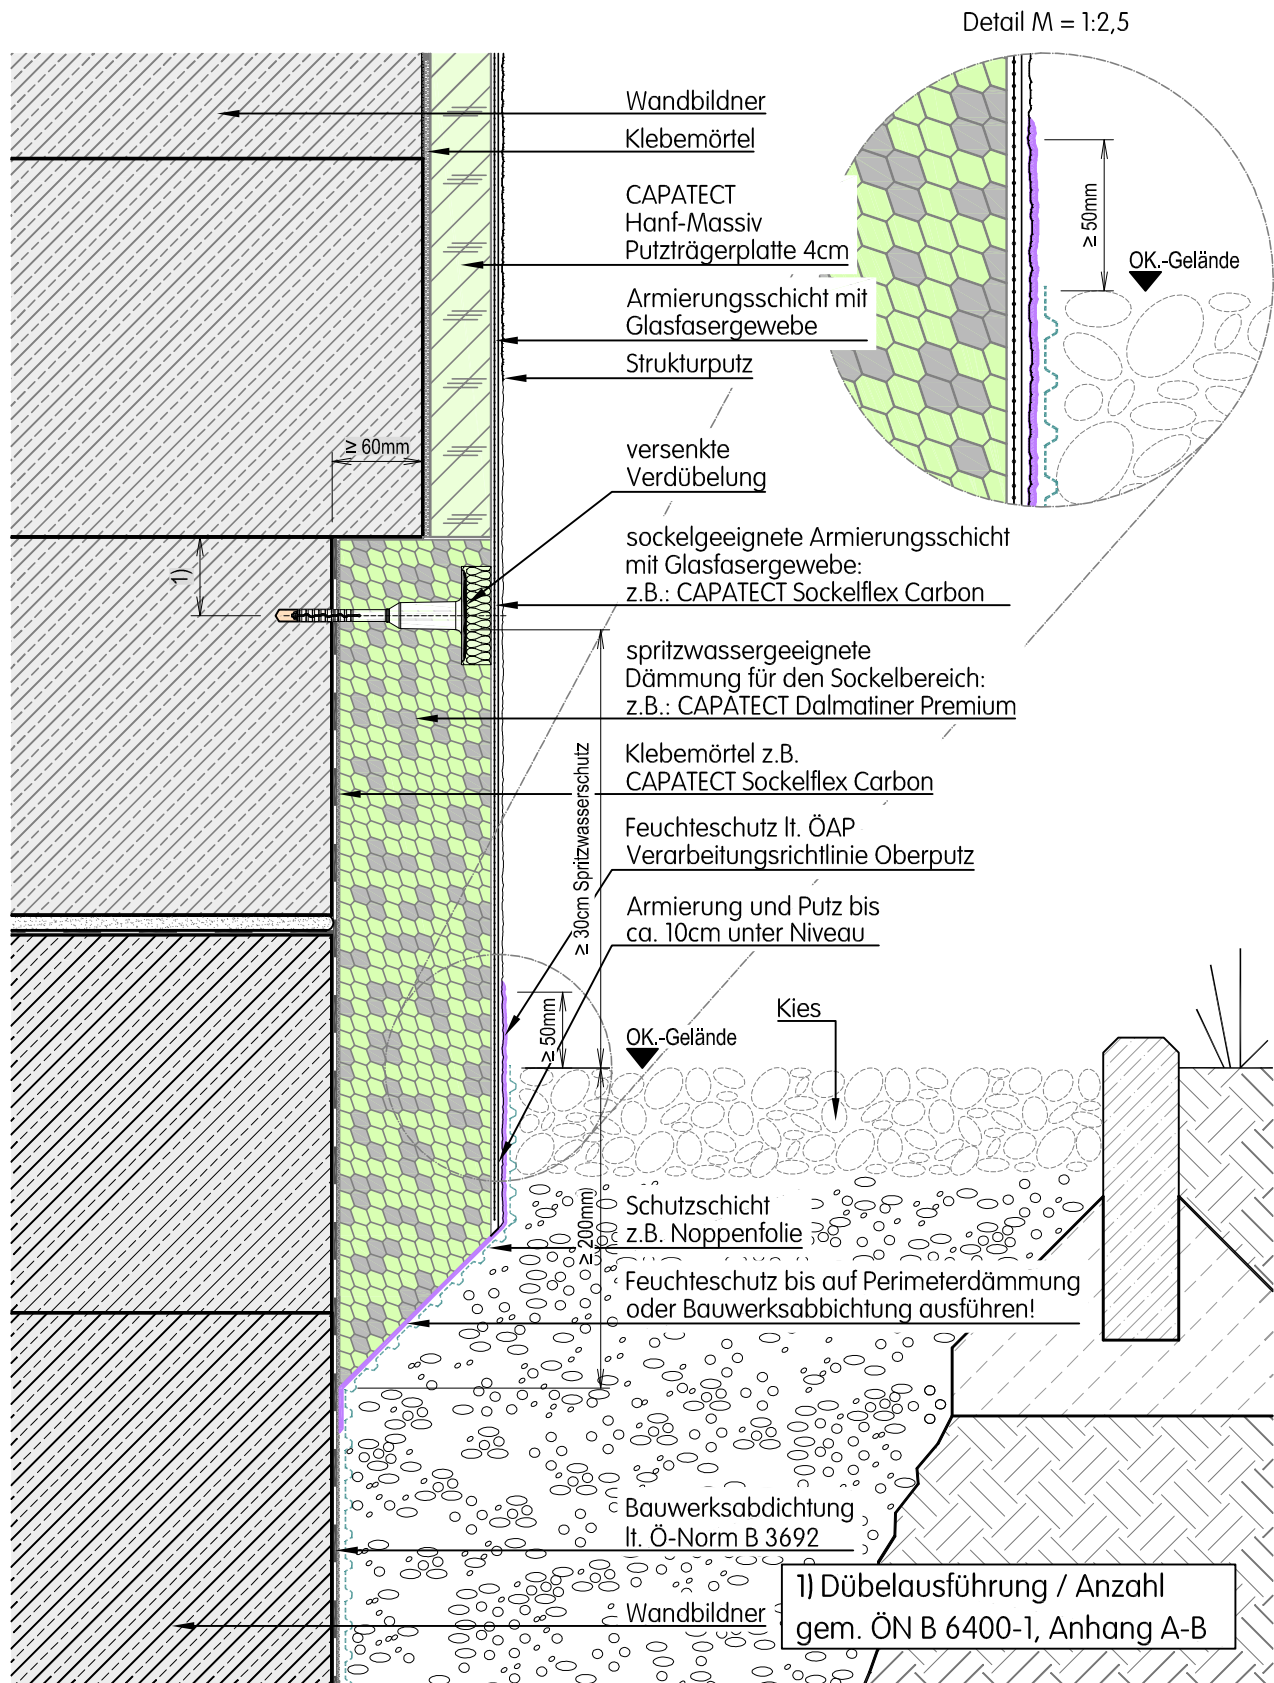 Detail M = 1:2,5
Wandbildner
Klebemörtel
CAPATECT
Hanf-Massiv
Putzträgerplatte 4cm
Armierungsschicht mit
Glasfasergewebe
Strukturputz
≥ 50mm
OK.-Gelände
≥ 60mm
versenkte
Verdübelung
1)
sockelgeeignete Armierungsschicht
mit Glasfasergewebe:
z.B.: CAPATECT Sockelflex Carbon
spritzwassergeeignete
Dämmung für den Sockelbereich:
z.B.: CAPATECT Dalmatiner Premium
Klebemörtel z.B.
CAPATECT Sockelflex Carbon
≥ 30cm Spritzwasserschutz
Feuchteschutz lt. ÖAP
Verarbeitungsrichtlinie Oberputz
Armierung und Putz bis
ca. 10cm unter Niveau
≥ 50mm
OK.-Gelände
Kies
≥ 200mm
Schutzschicht
z.B. Noppenfolie
Feuchteschutz bis auf Perimeterdämmung
oder Bauwerksabbichtung ausführen!
Bauwerksabdichtung
lt. Ö-Norm B 3692
Wandbildner
1) Dübelausführung / Anzahl
gem. ÖN B 6400-1, Anhang A-B